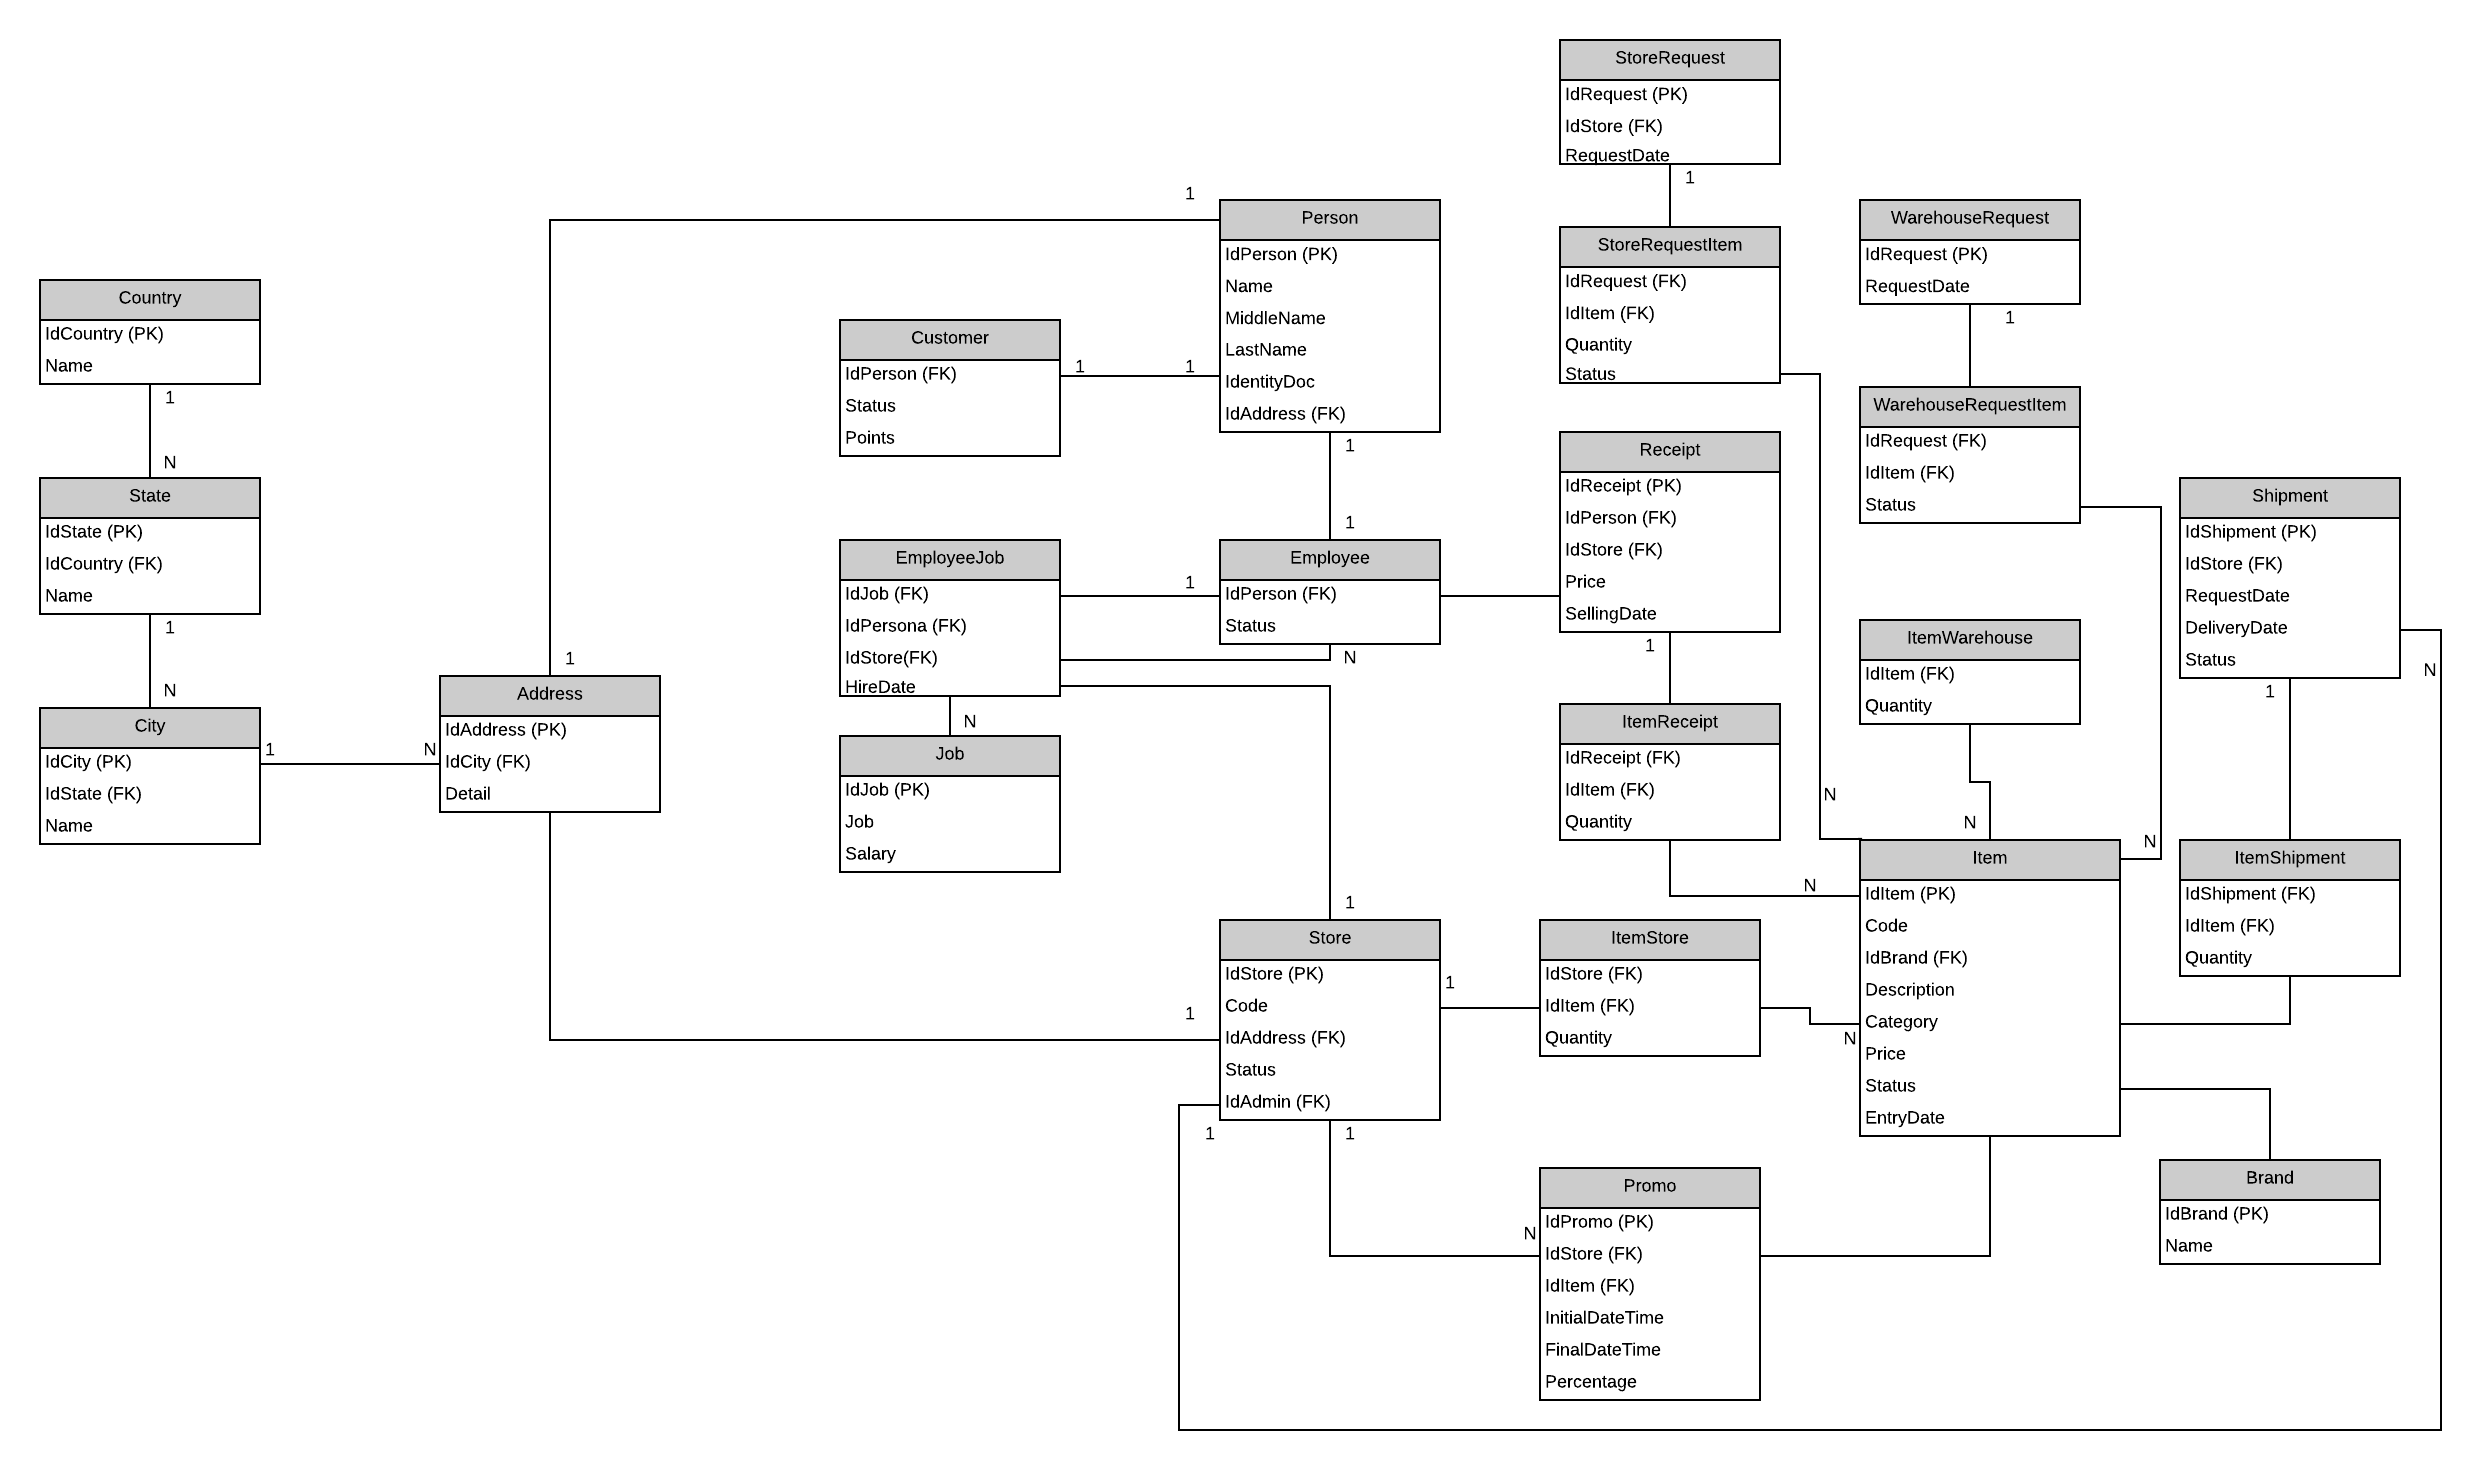 StoreRequest
IdRequest (PK)
IdStore (FK)
RequestDate
1
StoreRequestItem
IdRequest (FK)
IdItem (FK)
Quantity
Status
N
WarehouseRequest
IdRequest (PK)
RequestDate
1
WarehouseRequestItem
IdRequest (FK)
IdItem (FK)
Status
N
1
Person
IdPerson (PK)
Name
MiddleName
LastName
IdentityDoc
IdAddress (FK)
1
1
1
Customer
IdPerson (FK)
Status
Points
1
Country
IdCountry (PK)
Name
1
N
State
IdState (PK)
IdCountry (FK)
Name
1
N
City
IdCity (PK)
IdState (FK)
Name
1
N
1
Address
IdAddress (PK)
IdCity (FK)
Detail
EmployeeJob
IdJob (FK)
IdPersona (FK)
IdStore(FK)
HireDate
N
1
Employee
IdPerson (FK)
Status
N
Job
IdJob (PK)
Job
Salary
Receipt
IdReceipt (PK)
IdPerson (FK)
IdStore (FK)
Price
SellingDate
1
ItemReceipt
IdReceipt (FK)
IdItem (FK)
Quantity
N
ItemWarehouse
IdItem (FK)
Quantity
N
Shipment
IdShipment (PK)
IdStore (FK)
RequestDate
DeliveryDate
Status
1
N
ItemShipment
IdShipment (FK)
IdItem (FK)
Quantity
Item
IdItem (PK)
Code
IdBrand (FK)
Description
Category
Price
Status
EntryDate
1
Store
IdStore (PK)
Code
IdAddress (FK)
Status
IdAdmin (FK)
1
1
1
1
ItemStore
IdStore (FK)
IdItem (FK)
Quantity
N
Promo
IdPromo (PK)
IdStore (FK)
IdItem (FK)
InitialDateTime
FinalDateTime
Percentage
N
Brand
IdBrand (PK)
Name